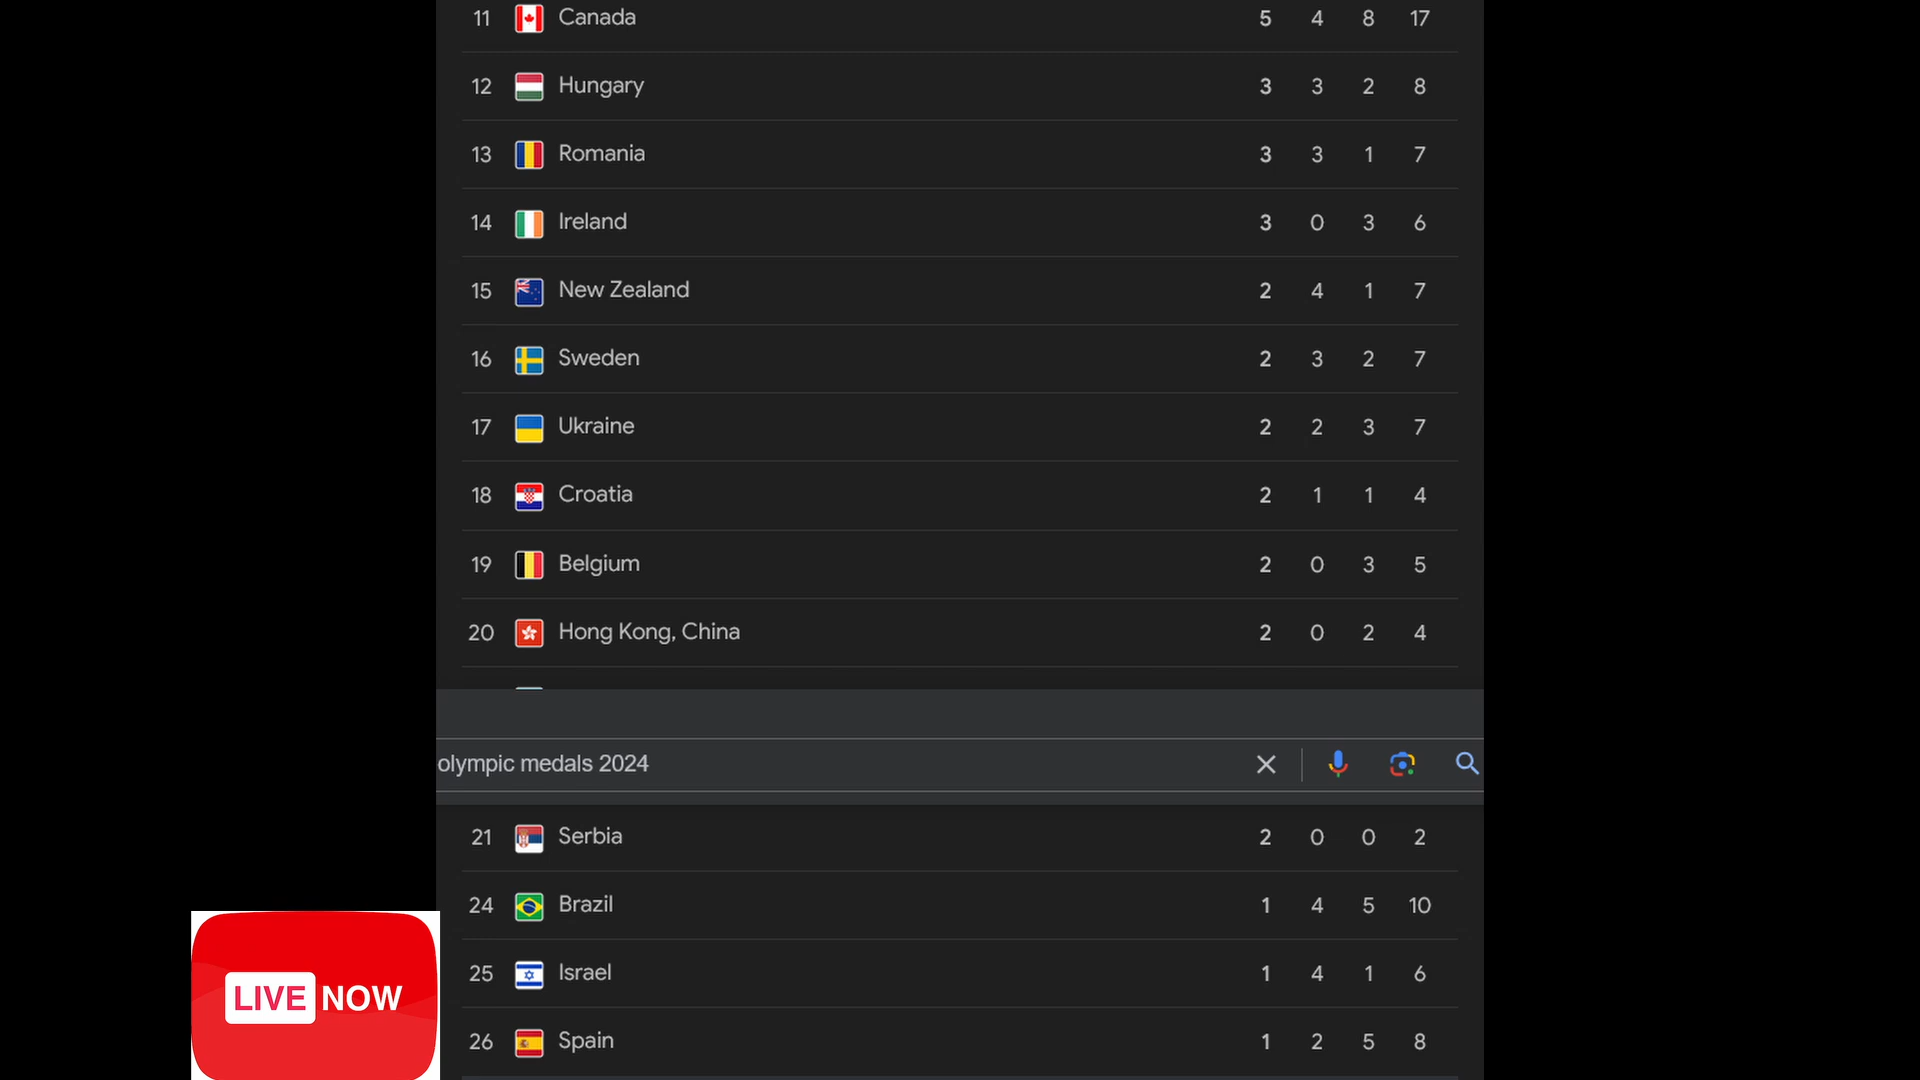 11 Canada 5 4 8 17
12 Hungary 3 3 2 8
13 Romania 3 3 1 7
14 Ireland 3 0 3 6
15 New Zealand 2 4 1 7
16 Sweden 2 3 2 7
17 Ukraine 2 2 3 7
18 Croatia 2 1 1 4
19 Belgium 2 0 3 5
20 Hong Kong, China 2 0 2 4
olympic medals 2024
21 Serbia 2 0 0 2
24 Brazil 1 4 5 10
25 Israel 1 4 1 6
26 Spain 1 2 5 8
LIVE NOW